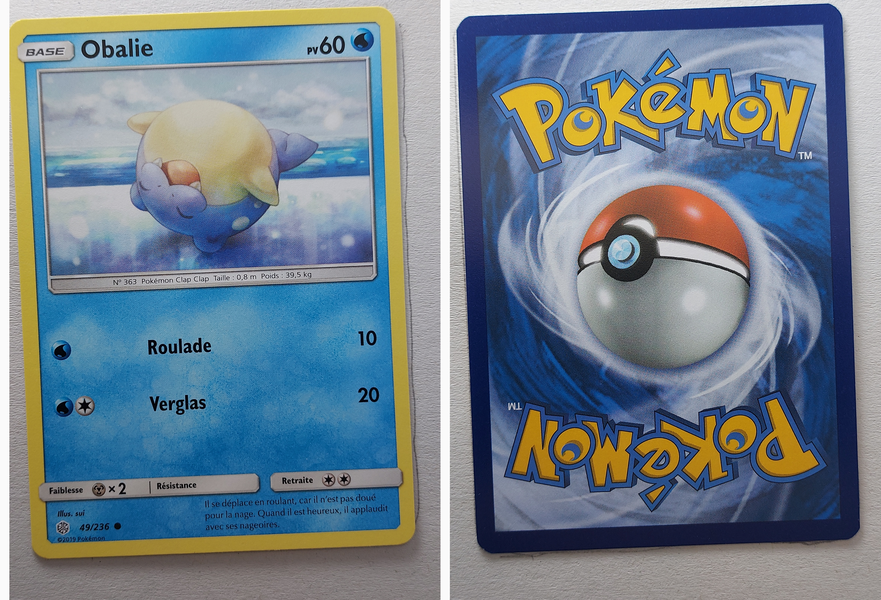 BASE Obalie PV60
N° 363 Pokémon Clap Clap Taille : 0,8 m Poids : 39,5 kg
Roulade 10
Verglas 20
Faiblesse ×2 Résistance Retraite
Illus. sui
49/236
©2019 Pokémon
Il se déplace en roulant, car il n'est pas doué
pour la nage. Quand il est heureux, il applaudit
avec ses nageoires.
POKÉMON
TM
TM
POKÉMON